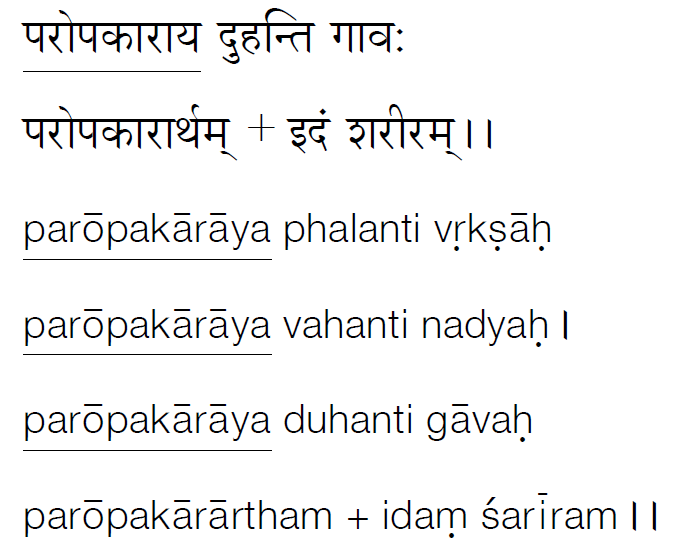 परोपकाराय दुहन्ति गावः
परोपकारार्थम् + इदं शरीरम्।।
parōpakārāya phalanti vṛkṣāḥ
parōpakārāya vahanti nadyaḥ।
parōpakārāya duhanti gāvaḥ
parōpakārārtham + idaṃ śarīram।।